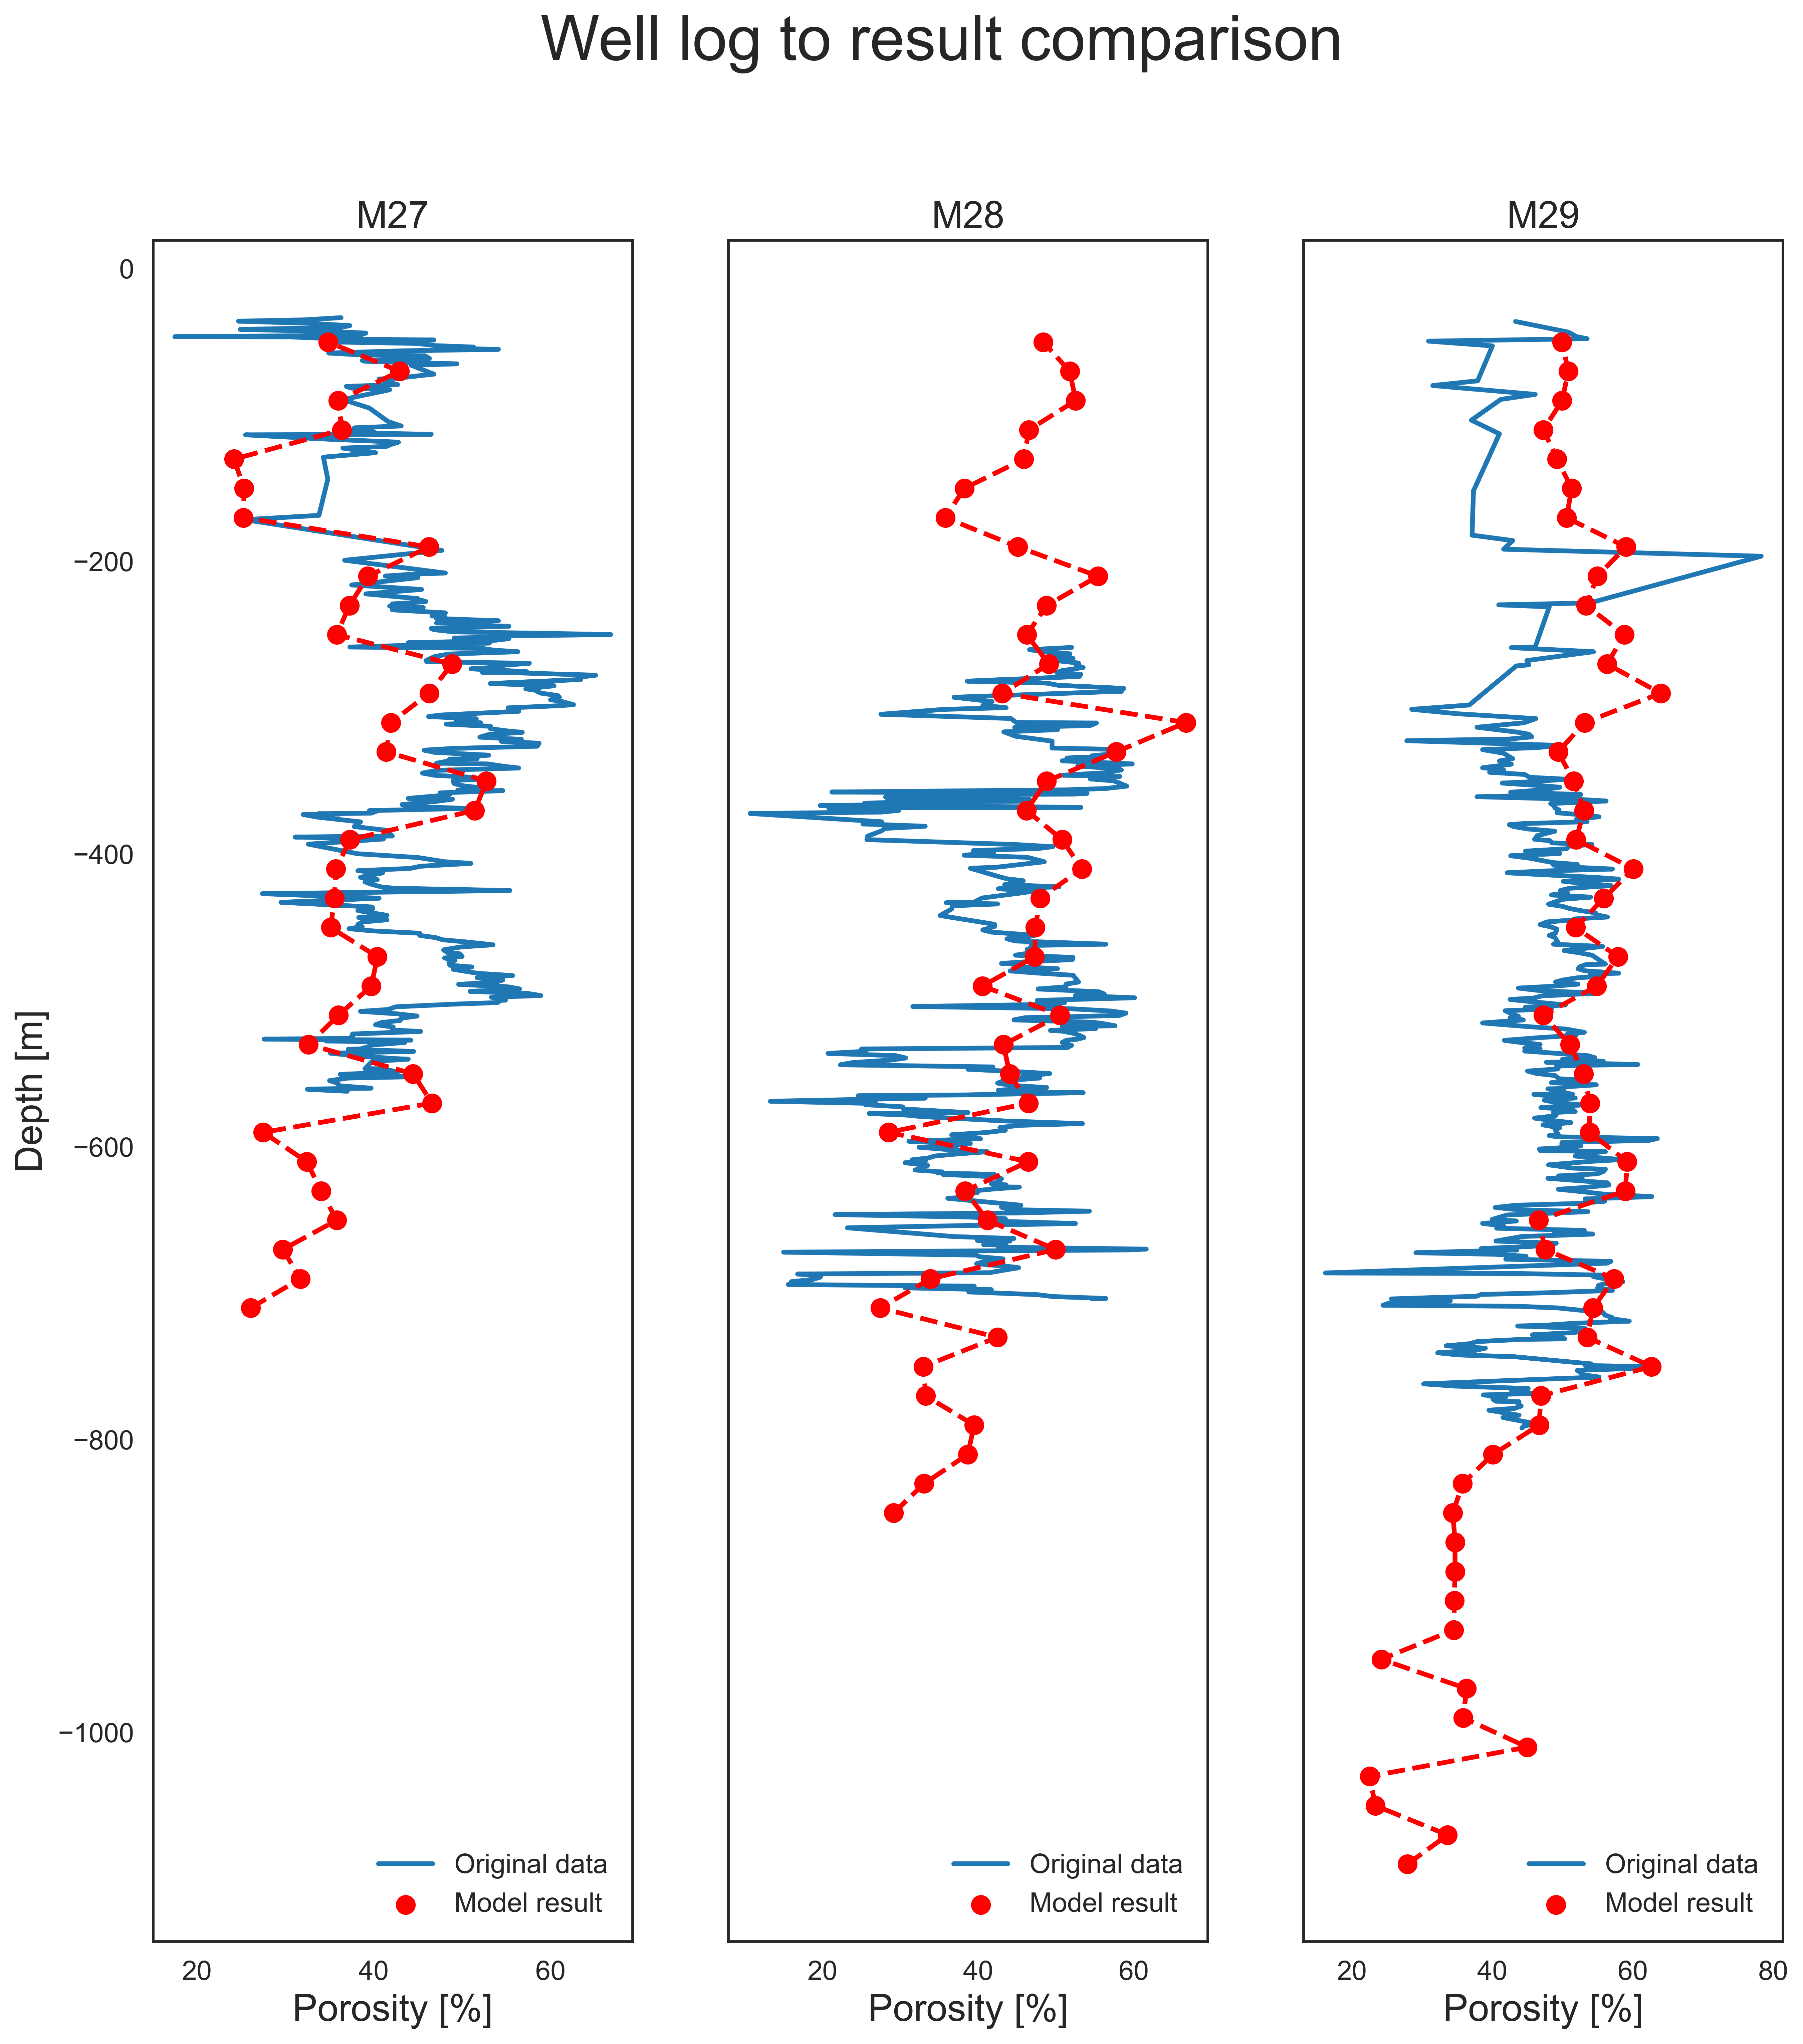 Well log to result comparison
M27
M28
M29
0
−200
−400
−600
−800
−1000
Depth [m]
Original data
Model result
Original data
Model result
Original data
Model result
20 40 60
20 40 60
20 40 60 80
Porosity [%]
Porosity [%]
Porosity [%]